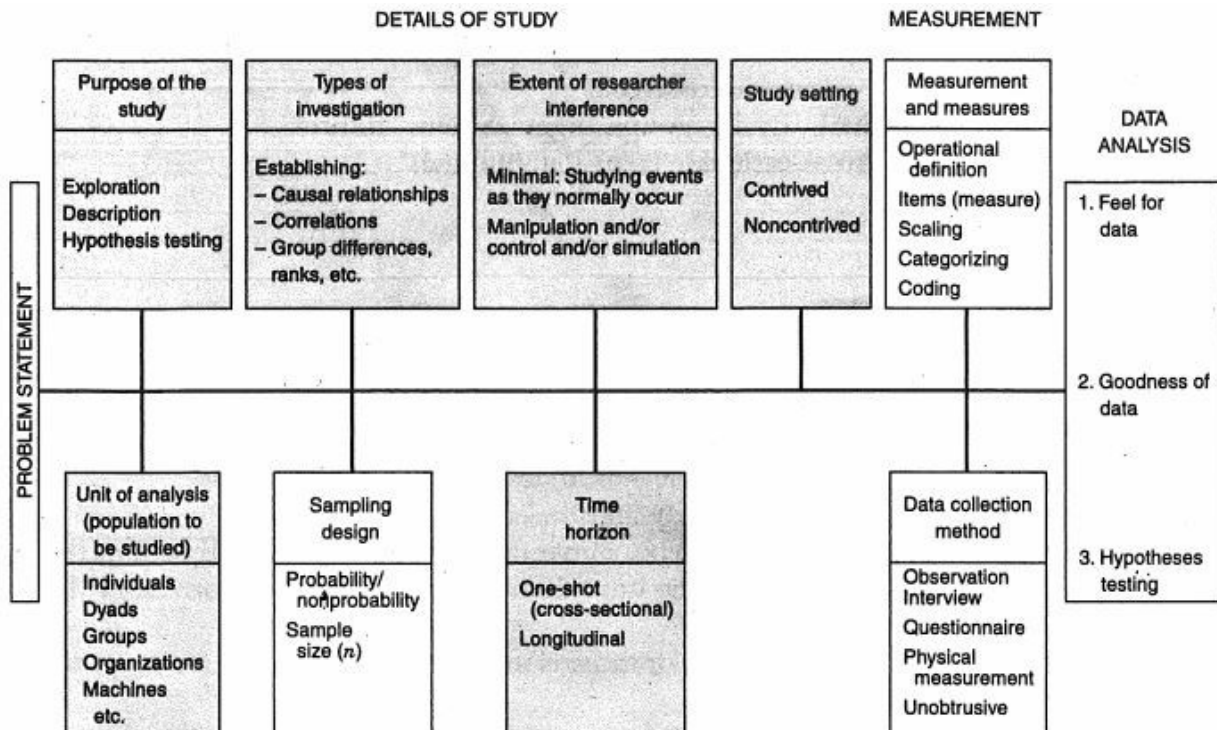 DETAILS OF STUDY
MEASUREMENT
Purpose of the
study
Exploration
Description
Hypothesis testing
Types of
investigation
Establishing:
– Causal relationships
– Correlations
– Group differences,
ranks, etc.
Extent of researcher
interference
Minimal: Studying events
as they normally occur
Manipulation and/or
control and/or simulation
Study setting
Contrived
Noncontrived
Measurement
and measures
Operational
definition
Items (measure)
Scaling
Categorizing
Coding
DATA
ANALYSIS
1. Feel for
data
2. Goodness of
data
3. Hypotheses
testing
PROBLEM STATEMENT
Unit of analysis
(population to
be studied)
Individuals
Dyads
Groups
Organizations
Machines
etc.
Sampling
design
Probability/
nonprobability
Sample
size (n)
Time
horizon
One-shot
(cross-sectional)
Longitudinal
Data collection
method
Observation
Interview
Questionnaire
Physical
measurement
Unobtrusive